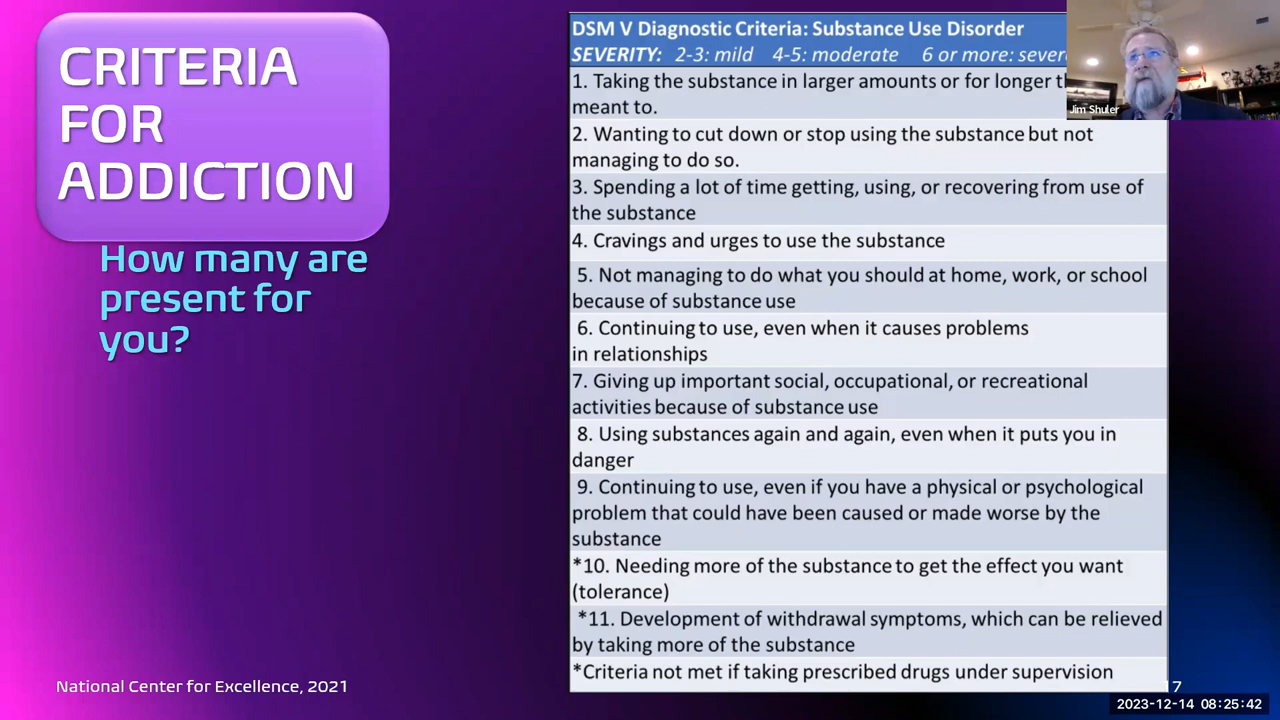 CRITERIA
FOR
ADDICTION
How many are
present for
you?
DSM V Diagnostic Criteria: Substance Use Disorder
SEVERITY: 2-3: mild 4-5: moderate 6 or more:
1. Taking the substance in larger amounts or for longer
meant to.
2. Wanting to cut down or stop using the substance but not
managing to do so.
3. Spending a lot of time getting, using, or recovering from use of
the substance
4. Cravings and urges to use the substance
5. Not managing to do what you should at home, work, or school
because of substance use
6. Continuing to use, even when it causes problems
in relationships
7. Giving up important social, occupational, or recreational
activities because of substance use
8. Using substances again and again, even when it puts you in
danger
9. Continuing to use, even if you have a physical or psychological
problem that could have been caused or made worse by the
substance
*10. Needing more of the substance to get the effect you want
(tolerance)
*11. Development of withdrawal symptoms, which can be relieved
by taking more of the substance
*Criteria not met if taking prescribed drugs under supervision
Jim Shuler
National Center for Excellence, 2021
17
2023-12-14 08:25:42